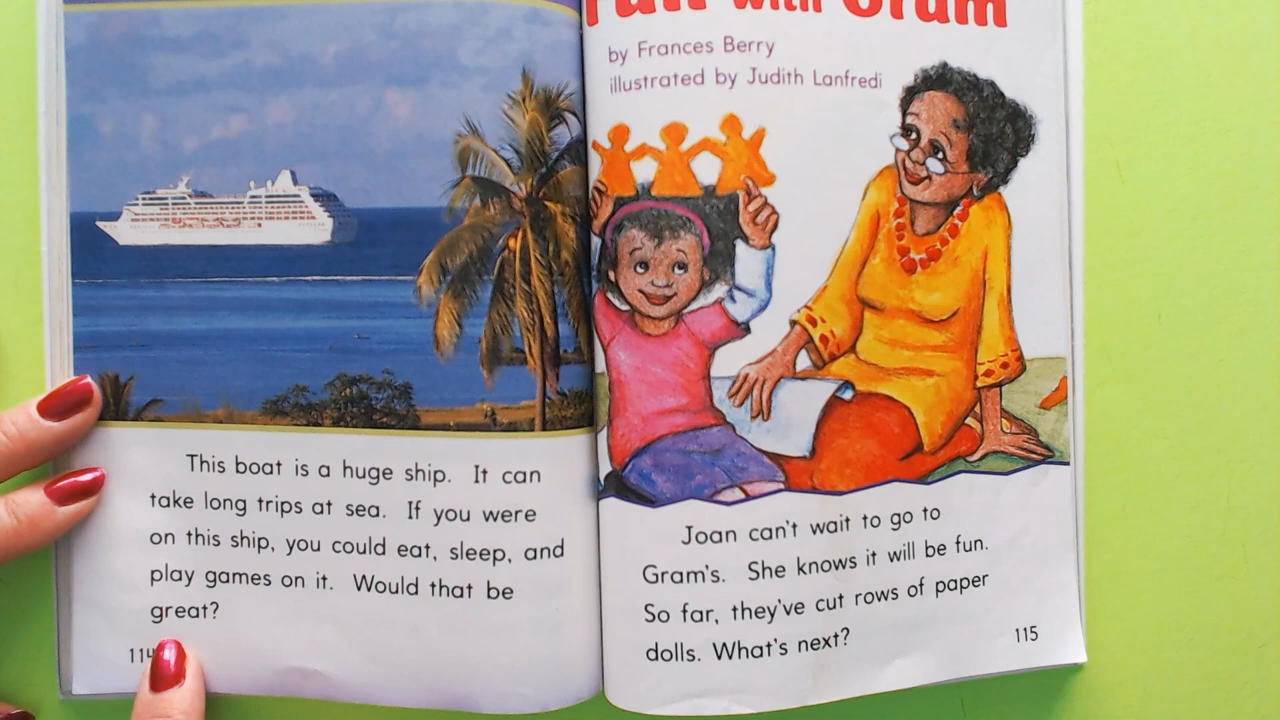 This boat is a huge ship. It can
take long trips at sea. If you were
on this ship, you could eat, sleep, and
play games on it. Would that be
great?
114
Fun with Gram
by Frances Berry
illustrated by Judith Lanfredi
Joan can't wait to go to
Gram's. She knows it will be fun.
So far, they've cut rows of paper
dolls. What's next?
115